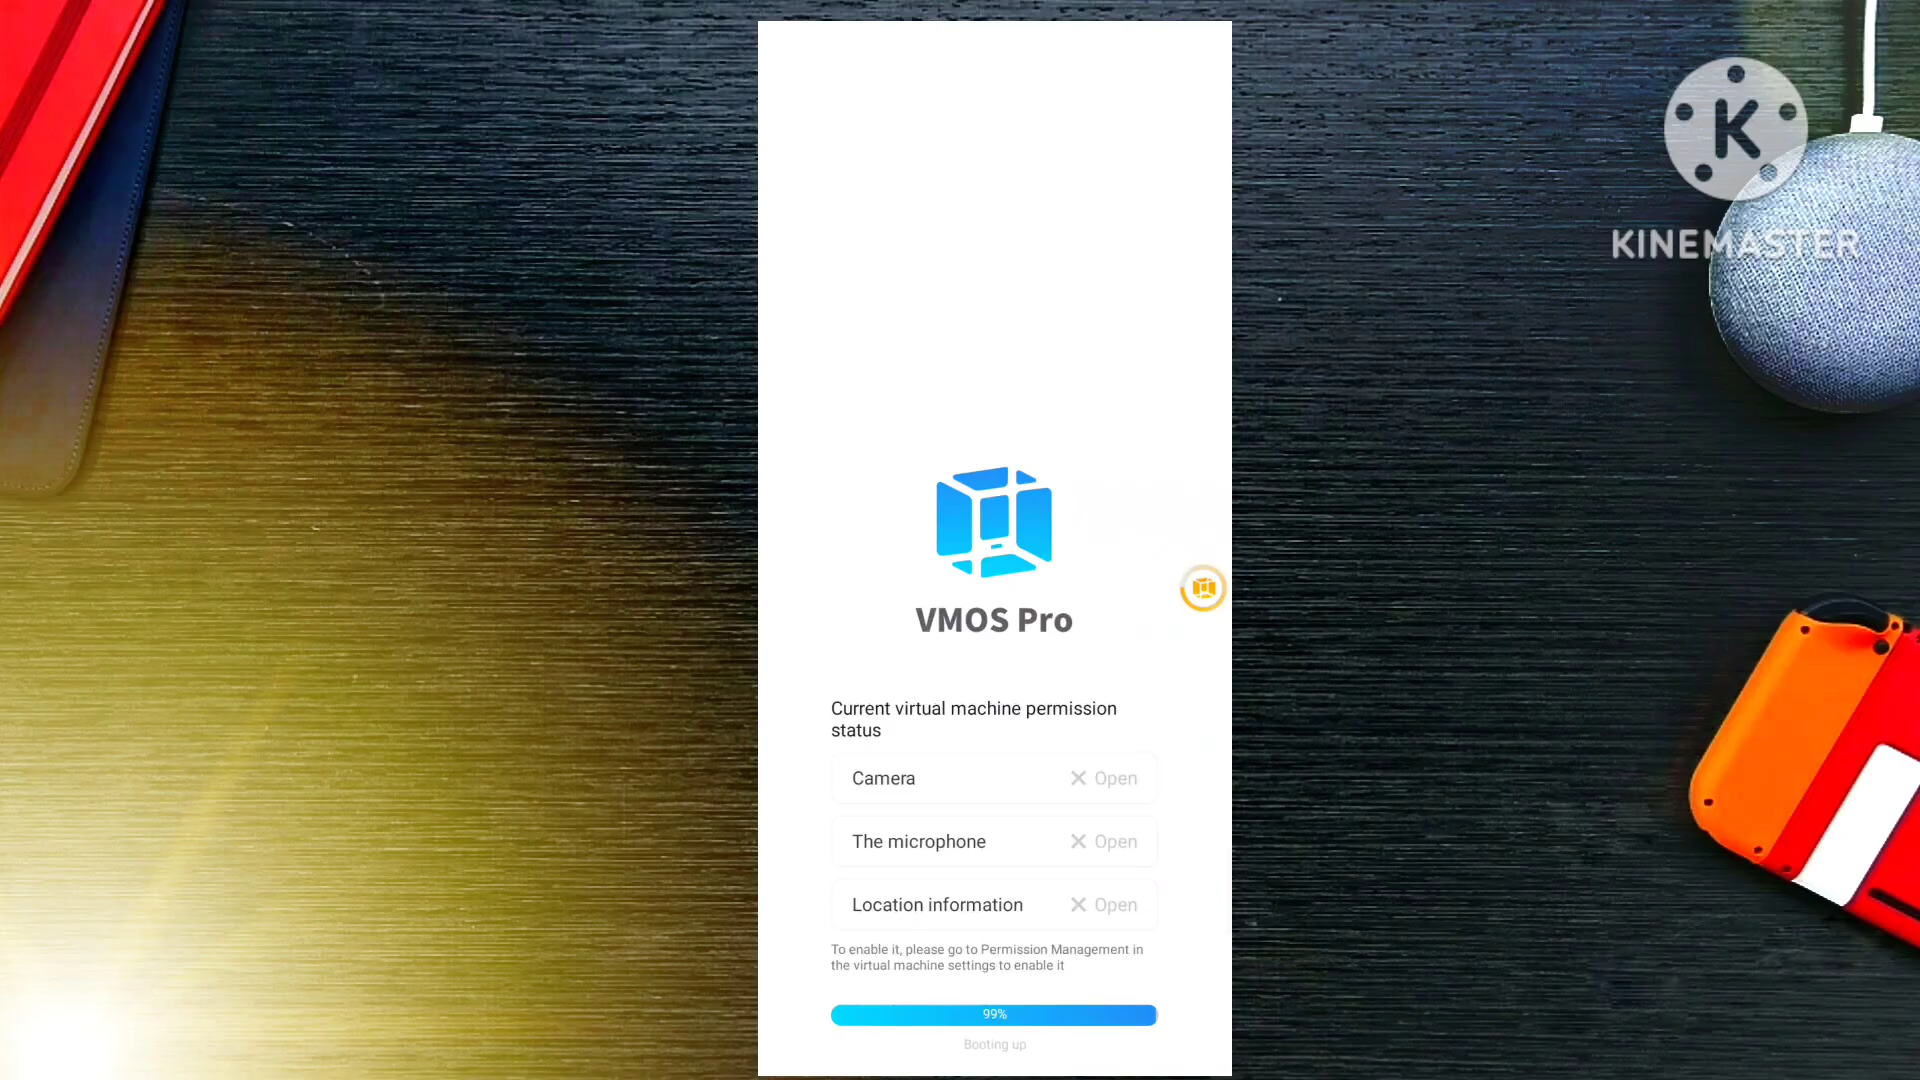 K
KINEMASTER
VMOS Pro
Current virtual machine permission
status
Camera × Open
The microphone × Open
Location information × Open
To enable it, please go to Permission Management in
the virtual machine settings to enable it
99%
Booting up